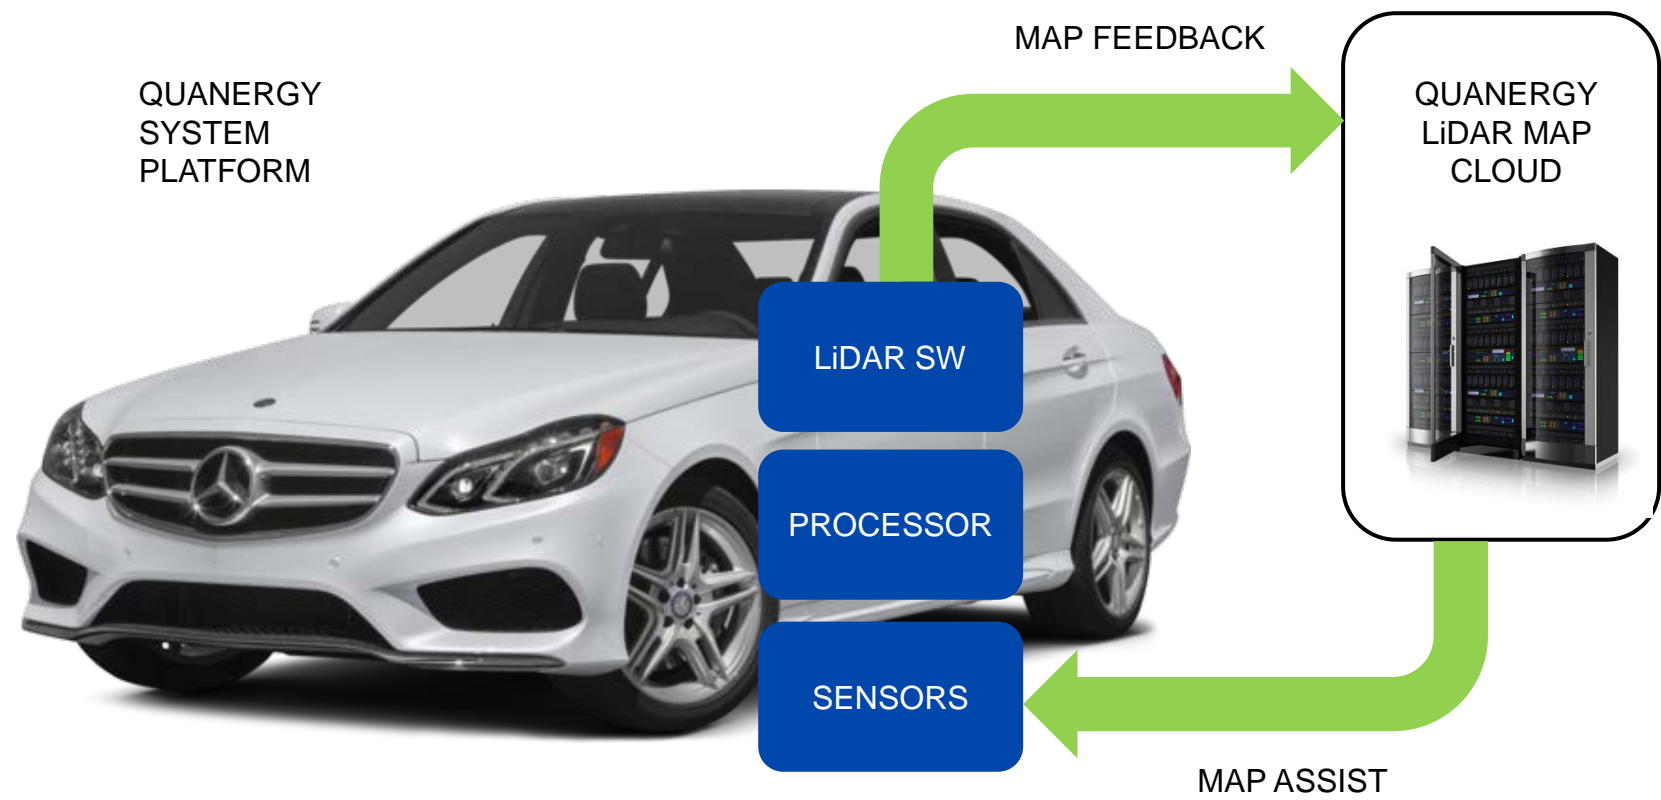 MAP FEEDBACK
QUANERGY
SYSTEM
PLATFORM
QUANERGY
LiDAR MAP
CLOUD
LiDAR SW
PROCESSOR
SENSORS
MAP ASSIST